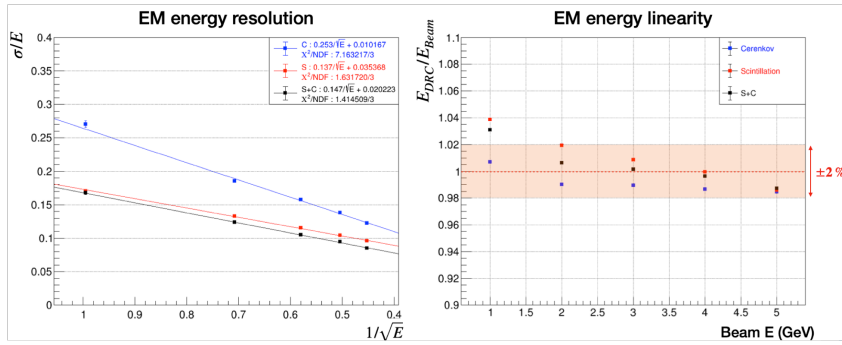 EM energy resolution
σ/E
0.4
0.35
0.3
0.25
0.2
0.15
0.1
0.05
0
C : 0.253/√E + 0.010167
X²/NDF : 7.163217/3
S : 0.137/√E + 0.035368
X²/NDF : 1.631720/3
S+C : 0.147/√E + 0.020223
X²/NDF : 1.414509/3
1 0.9 0.8 0.7 0.6 0.5 0.4
1/√E
EM energy linearity
E_DRC/E_Beam
1.1
1.08
1.06
1.04
1.02
1
0.98
0.96
0.94
0.92
0.9
Cerenkov
Scintillation
S+C
±2 %
1 1.5 2 2.5 3 3.5 4 4.5 5
Beam E (GeV)